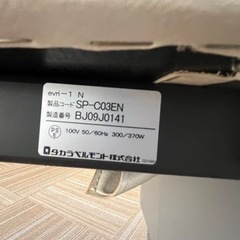 evri-1 N
製品コード SP-C03EN
製造番号 BJ09J0141
PS E
100V 50/60Hz 300/370W
タカラベルモント株式会社